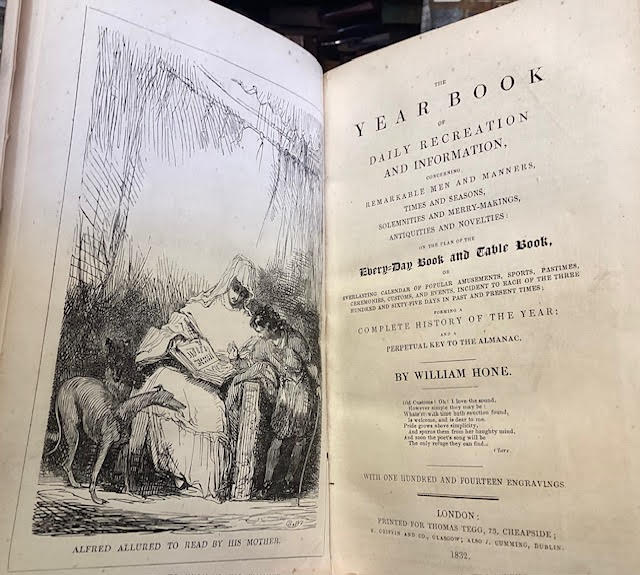 ALFRED ALLURED TO READ BY HIS MOTHER.
THE
YEAR BOOK
OF
DAILY RECREATION
AND INFORMATION,
CONCERNING
REMARKABLE MEN AND MANNERS,
TIMES AND SEASONS,
SOLEMNITIES AND MERRY-MAKINGS,
ANTIQUITIES AND NOVELTIES:
ON THE PLAN OF THE
Every-Day Book and Table Book,
OR
EVERLASTING CALENDAR OF POPULAR AMUSEMENTS, SPORTS, PASTIMES,
CEREMONIES, CUSTOMS, AND EVENTS, INCIDENT TO EACH OF THE THREE
HUNDRED AND SIXTY-FIVE DAYS IN PAST AND PRESENT TIMES;
FORMING A
COMPLETE HISTORY OF THE YEAR;
AND A
PERPETUAL KEY TO THE ALMANAC.
BY WILLIAM HONE.
Old Customs! Oh! I love the sound,
However simple they may be:
Whate'er with time hath sanction found,
Is welcome, and is dear to me.
Pride grows above simplicity,
And spurns them from her haughty mind,
And soon the poet's song will be
The only refuge they can find.
Clare.
WITH ONE HUNDRED AND FOURTEEN ENGRAVINGS
LONDON:
PRINTED FOR THOMAS TEGG, 73, CHEAPSIDE;
R. GRIFFIN AND CO., GLASGOW; ALSO J. CUMMING, DUBLIN.
1832.